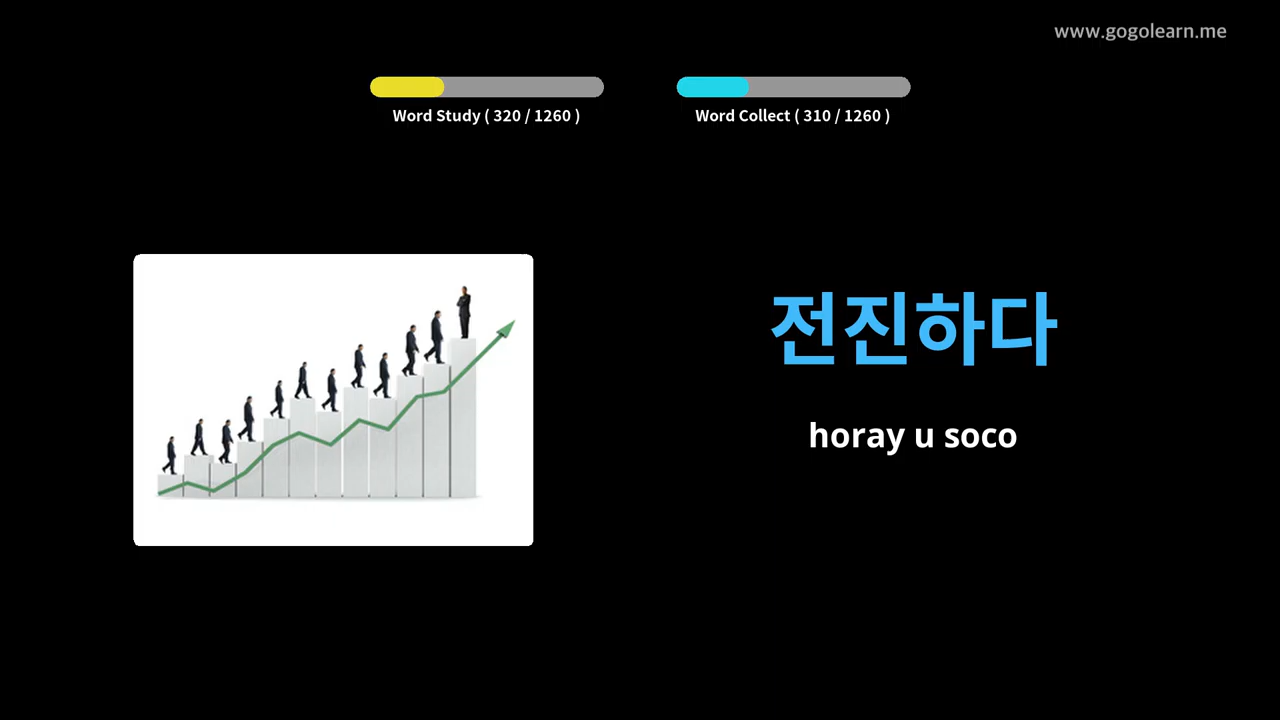 www.gogolearn.me
Word Study ( 320 / 1260 )
Word Collect ( 310 / 1260 )
전진하다
horay u soco